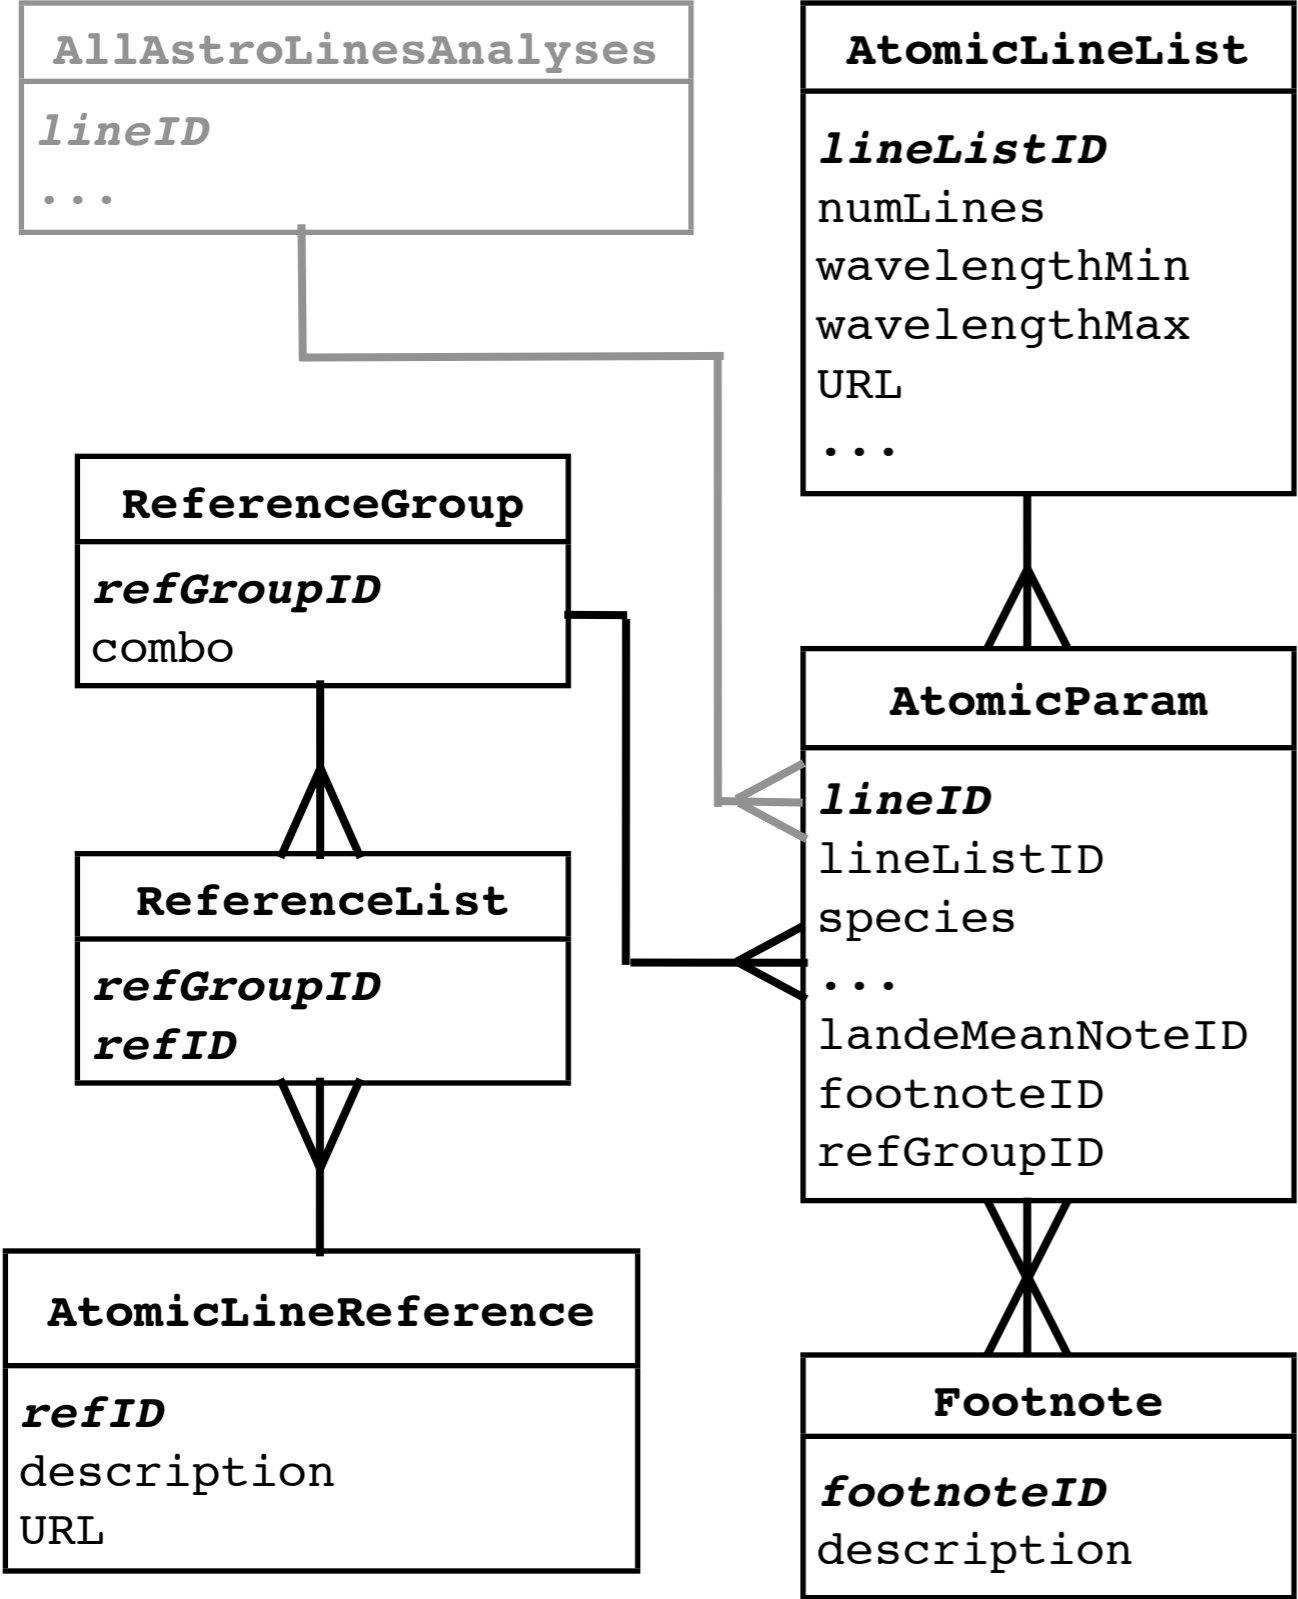 AllAstroLinesAnalyses
lineID
...
AtomicLineList
lineListID
numLines
wavelengthMin
wavelengthMax
URL
...
ReferenceGroup
refGroupID
combo
AtomicParam
lineID
lineListID
species
...
landeMeanNoteID
footnoteID
refGroupID
ReferenceList
refGroupID
refID
AtomicLineReference
refID
description
URL
Footnote
footnoteID
description